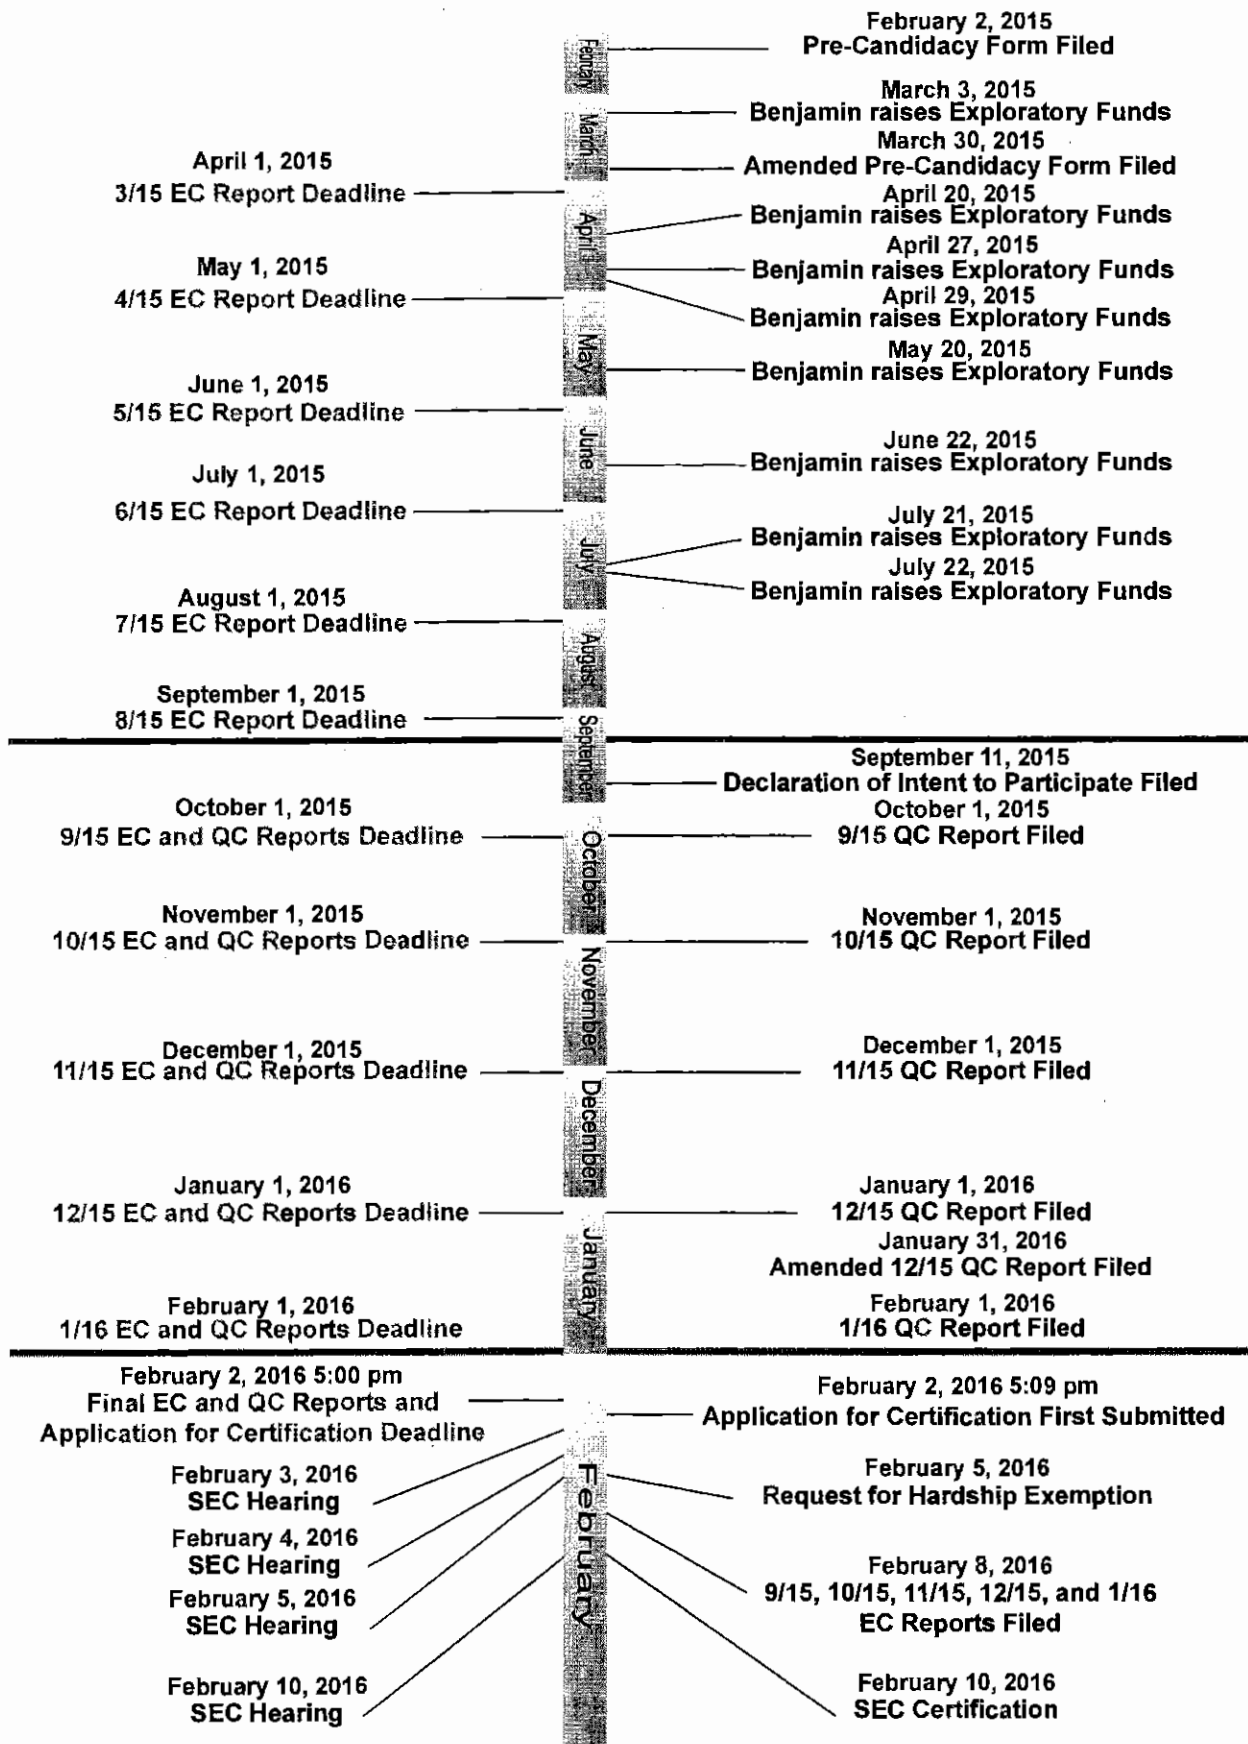 February 2, 2015
Pre-Candidacy Form Filed
February
March 3, 2015
Benjamin raises Exploratory Funds
March
March 30, 2015
Amended Pre-Candidacy Form Filed
April 1, 2015
3/15 EC Report Deadline
April 20, 2015
Benjamin raises Exploratory Funds
April
April 27, 2015
Benjamin raises Exploratory Funds
May 1, 2015
4/15 EC Report Deadline
April 29, 2015
Benjamin raises Exploratory Funds
May
May 20, 2015
Benjamin raises Exploratory Funds
June 1, 2015
5/15 EC Report Deadline
June
June 22, 2015
Benjamin raises Exploratory Funds
July 1, 2015
6/15 EC Report Deadline
July
July 21, 2015
Benjamin raises Exploratory Funds
July 22, 2015
Benjamin raises Exploratory Funds
August 1, 2015
7/15 EC Report Deadline
August
September 1, 2015
8/15 EC Report Deadline
September
September 11, 2015
Declaration of Intent to Participate Filed
October 1, 2015
9/15 EC and QC Reports Deadline
October
October 1, 2015
9/15 QC Report Filed
November 1, 2015
10/15 EC and QC Reports Deadline
November 1, 2015
10/15 QC Report Filed
November
December 1, 2015
11/15 EC and QC Reports Deadline
December 1, 2015
11/15 QC Report Filed
December
January 1, 2016
12/15 EC and QC Reports Deadline
January 1, 2016
12/15 QC Report Filed
January
January 31, 2016
Amended 12/15 QC Report Filed
February 1, 2016
1/16 EC and QC Reports Deadline
February 1, 2016
1/16 QC Report Filed
February 2, 2016 5:00 pm
Final EC and QC Reports and
Application for Certification Deadline
February 2, 2016 5:09 pm
Application for Certification First Submitted
February
February 3, 2016
SEC Hearing
February 5, 2016
Request for Hardship Exemption
February 4, 2016
SEC Hearing
February 8, 2016
9/15, 10/15, 11/15, 12/15, and 1/16
EC Reports Filed
February 5, 2016
SEC Hearing
February 10, 2016
SEC Hearing
February 10, 2016
SEC Certification